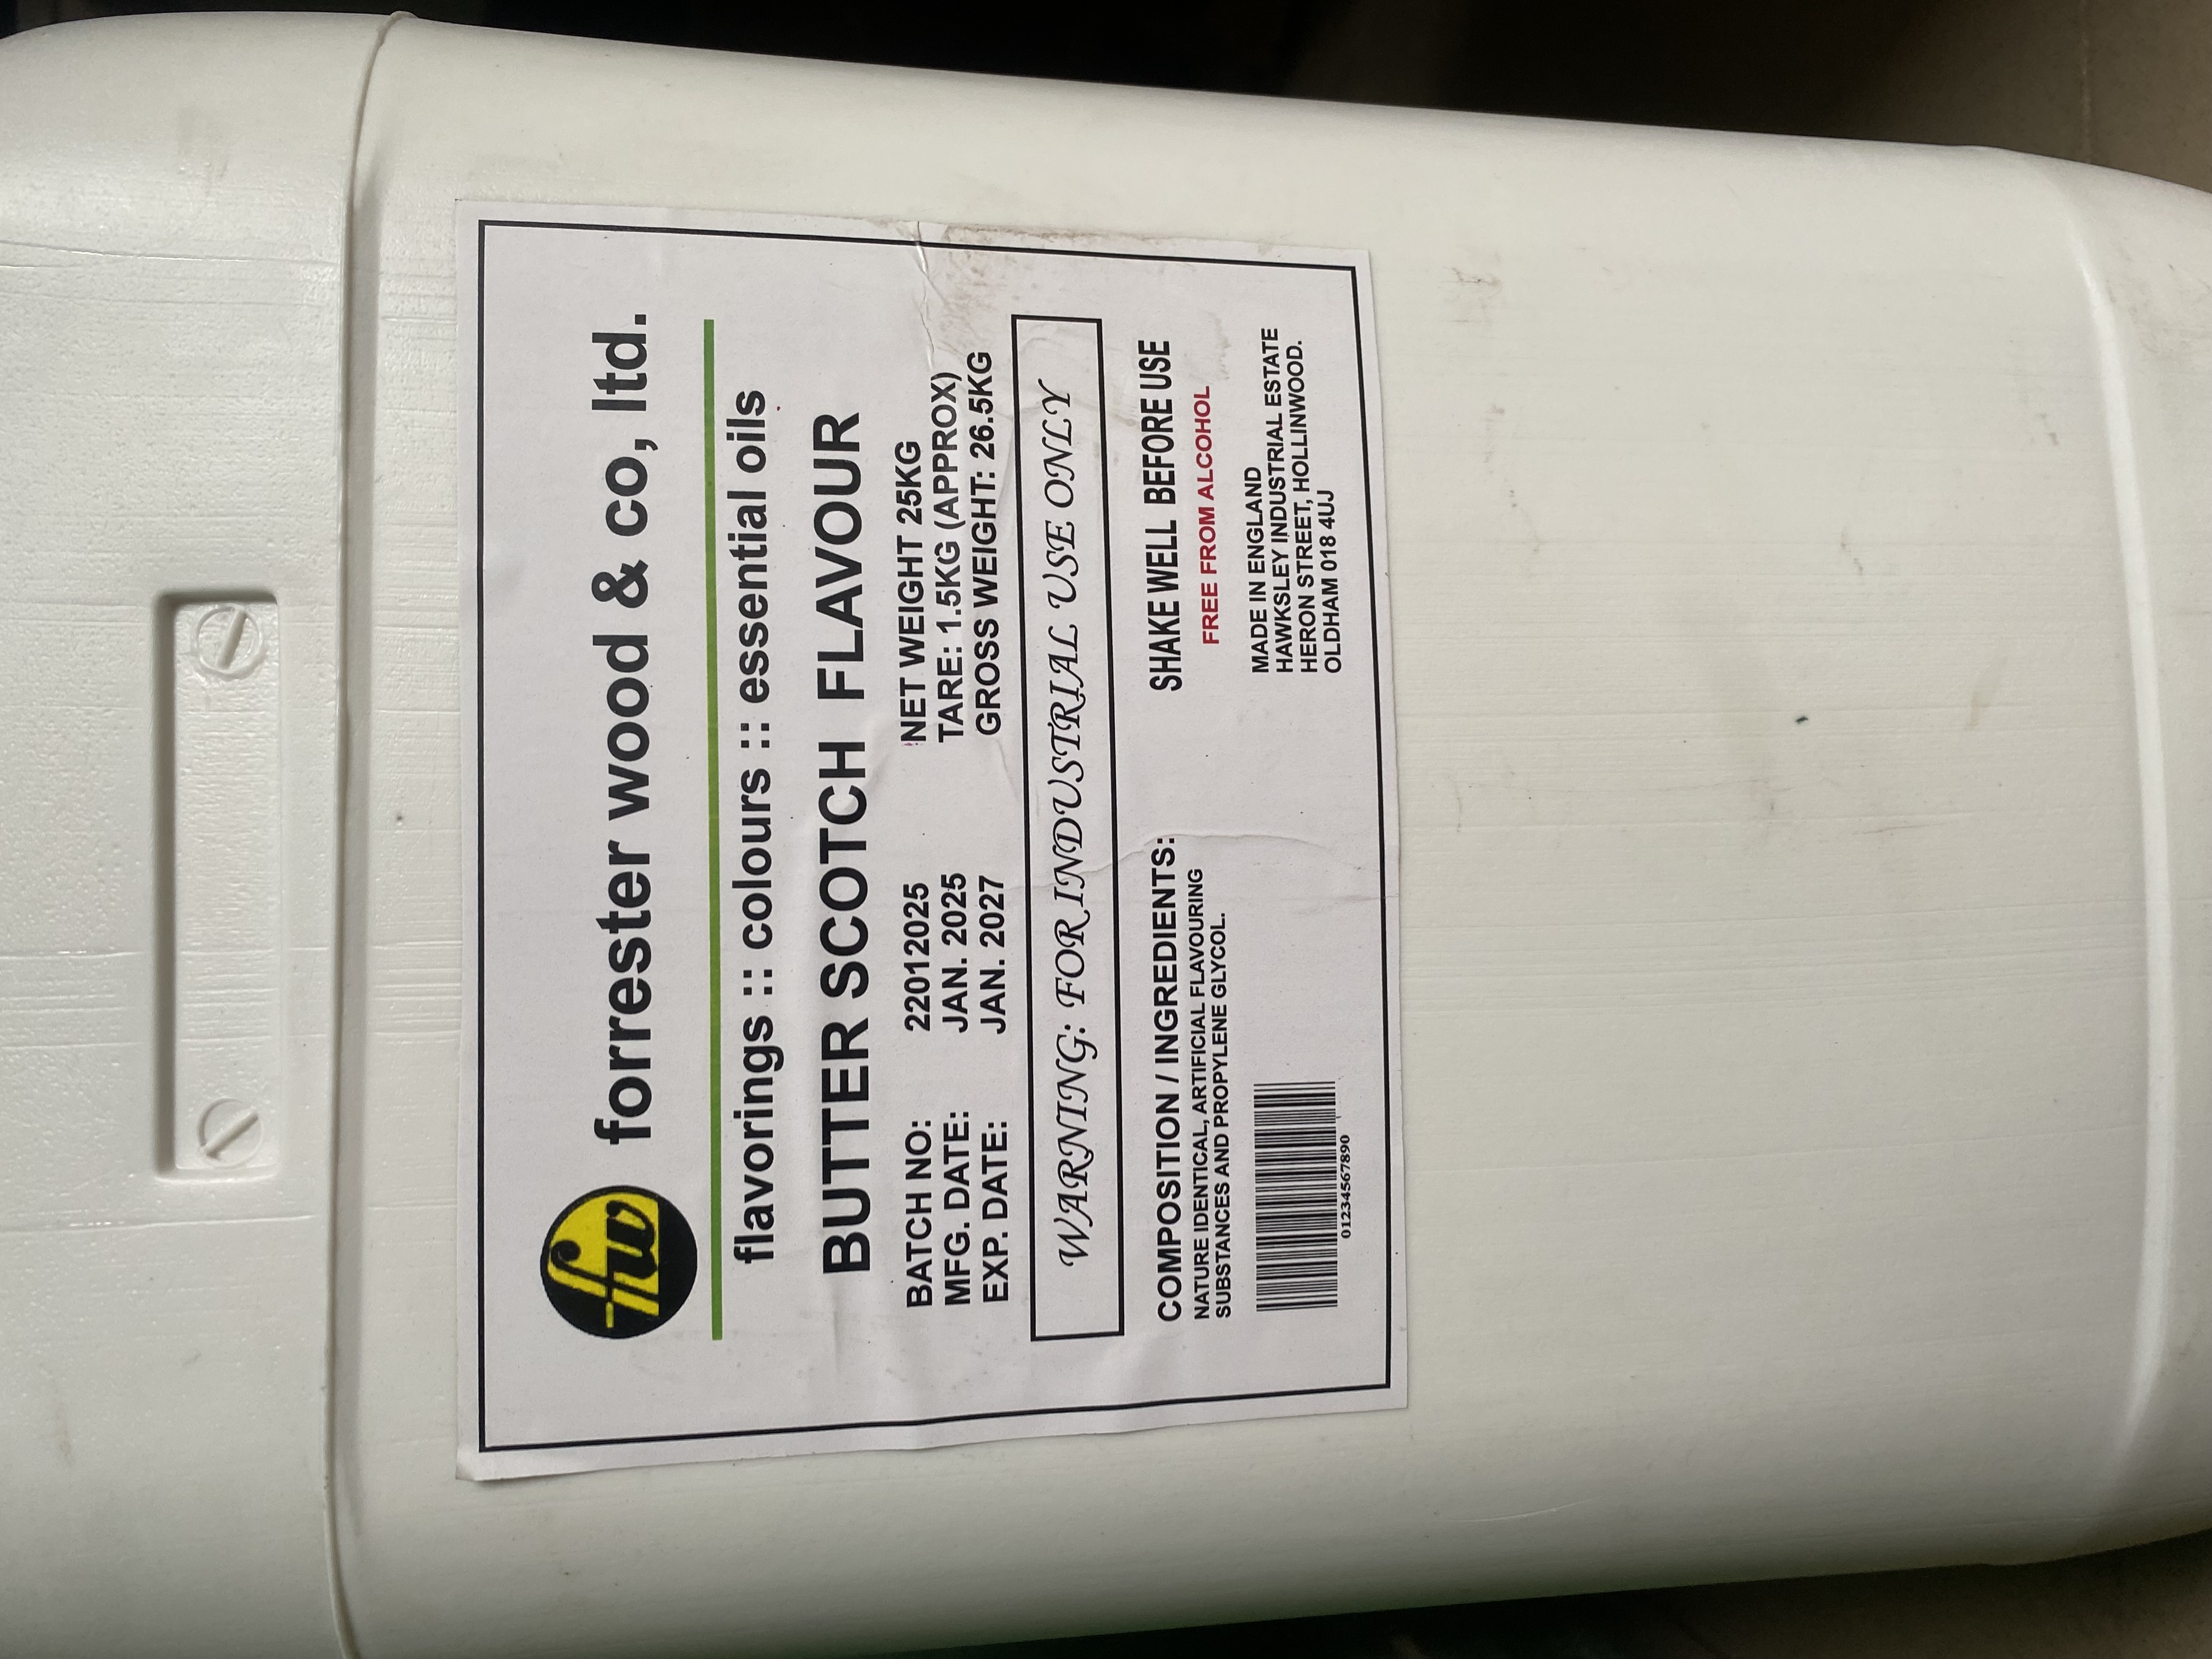 fw forrester wood & co, ltd.
flavorings :: colours :: essential oils
BUTTER SCOTCH FLAVOUR
BATCH NO: 22012025
MFG. DATE: JAN. 2025
EXP. DATE: JAN. 2027
NET WEIGHT 25KG
TARE: 1.5KG (APPROX)
GROSS WEIGHT: 26.5KG
WARNING: FOR INDUSTRIAL USE ONLY
COMPOSITION / INGREDIENTS:
NATURE IDENTICAL, ARTIFICIAL FLAVOURING
SUBSTANCES AND PROPYLENE GLYCOL.
01234567890
SHAKE WELL BEFORE USE
FREE FROM ALCOHOL
MADE IN ENGLAND
HAWKSLEY INDUSTRIAL ESTATE
HERON STREET, HOLLINWOOD.
OLDHAM 018 4UJ